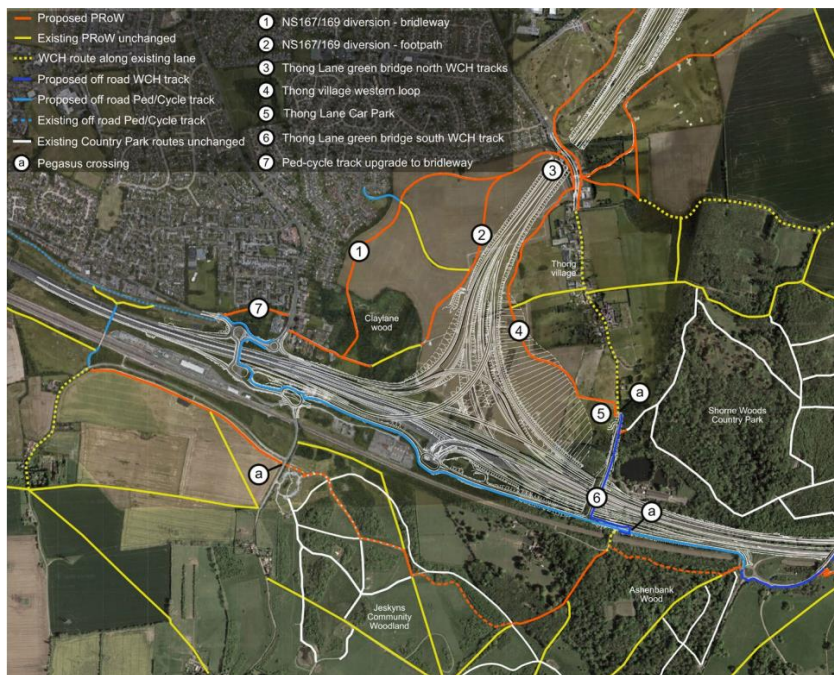 Proposed PRoW
Existing PRoW unchanged
WCH route along existing lane
Proposed off road WCH track
Proposed off road Ped/Cycle track
Existing off road Ped/Cycle track
Existing Country Park routes unchanged
a Pegasus crossing
1 NS167/169 diversion - bridleway
2 NS167/169 diversion - footpath
3 Thong Lane green bridge north WCH tracks
4 Thong village western loop
5 Thong Lane Car Park
6 Thong Lane green bridge south WCH track
7 Ped-cycle track upgrade to bridleway
3
2
1
Thong
village
7
Claylane
wood
4
a
5
Shorne Woods
Country Park
a
6
a
Ashenbank
Wood
Jeskyns
Community
Woodland